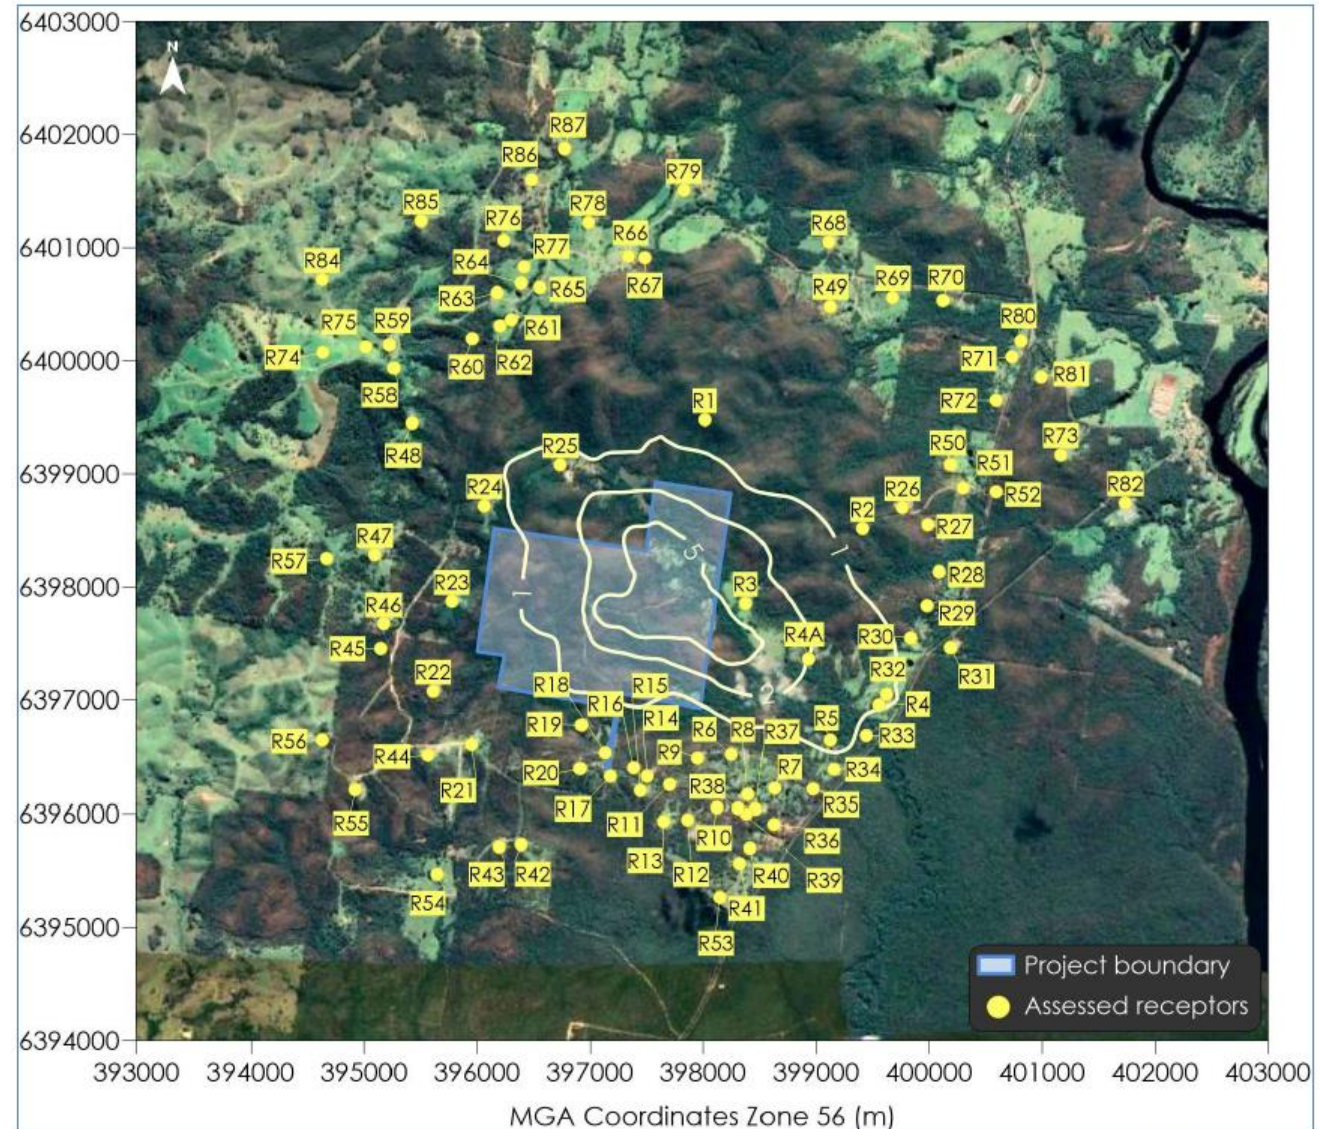 6403000
N
6402000
R87
R86
R79
R85
R76
R78
R68
R66
R77
6401000
R64
R84
R67
R49
R69
R70
R65
R63
R80
R75
R59
R61
R74
R60
R62
R71
R81
6400000
R58
R72
R1
R48
R25
R50
R73
R51
6399000
R24
R26
R52
R82
R2
R47
R27
R57
5
1
6398000
R23
R3
R28
1
R46
R29
R45
R4A
R30
R22
R32
R31
6397000
R18
R15
2
R16
R4
R19
R14
R6
R8
R37
R5
R56
R33
R44
R9
R7
R20
R34
R21
R38
R17
6396000
R55
R11
R35
R10
R36
R13
R43
R42
R12
R40
R39
R54
R41
6395000
R53
Project boundary
Assessed receptors
6394000
393000 394000 395000 396000 397000 398000 399000 400000 401000 402000 403000
MGA Coordinates Zone 56 (m)